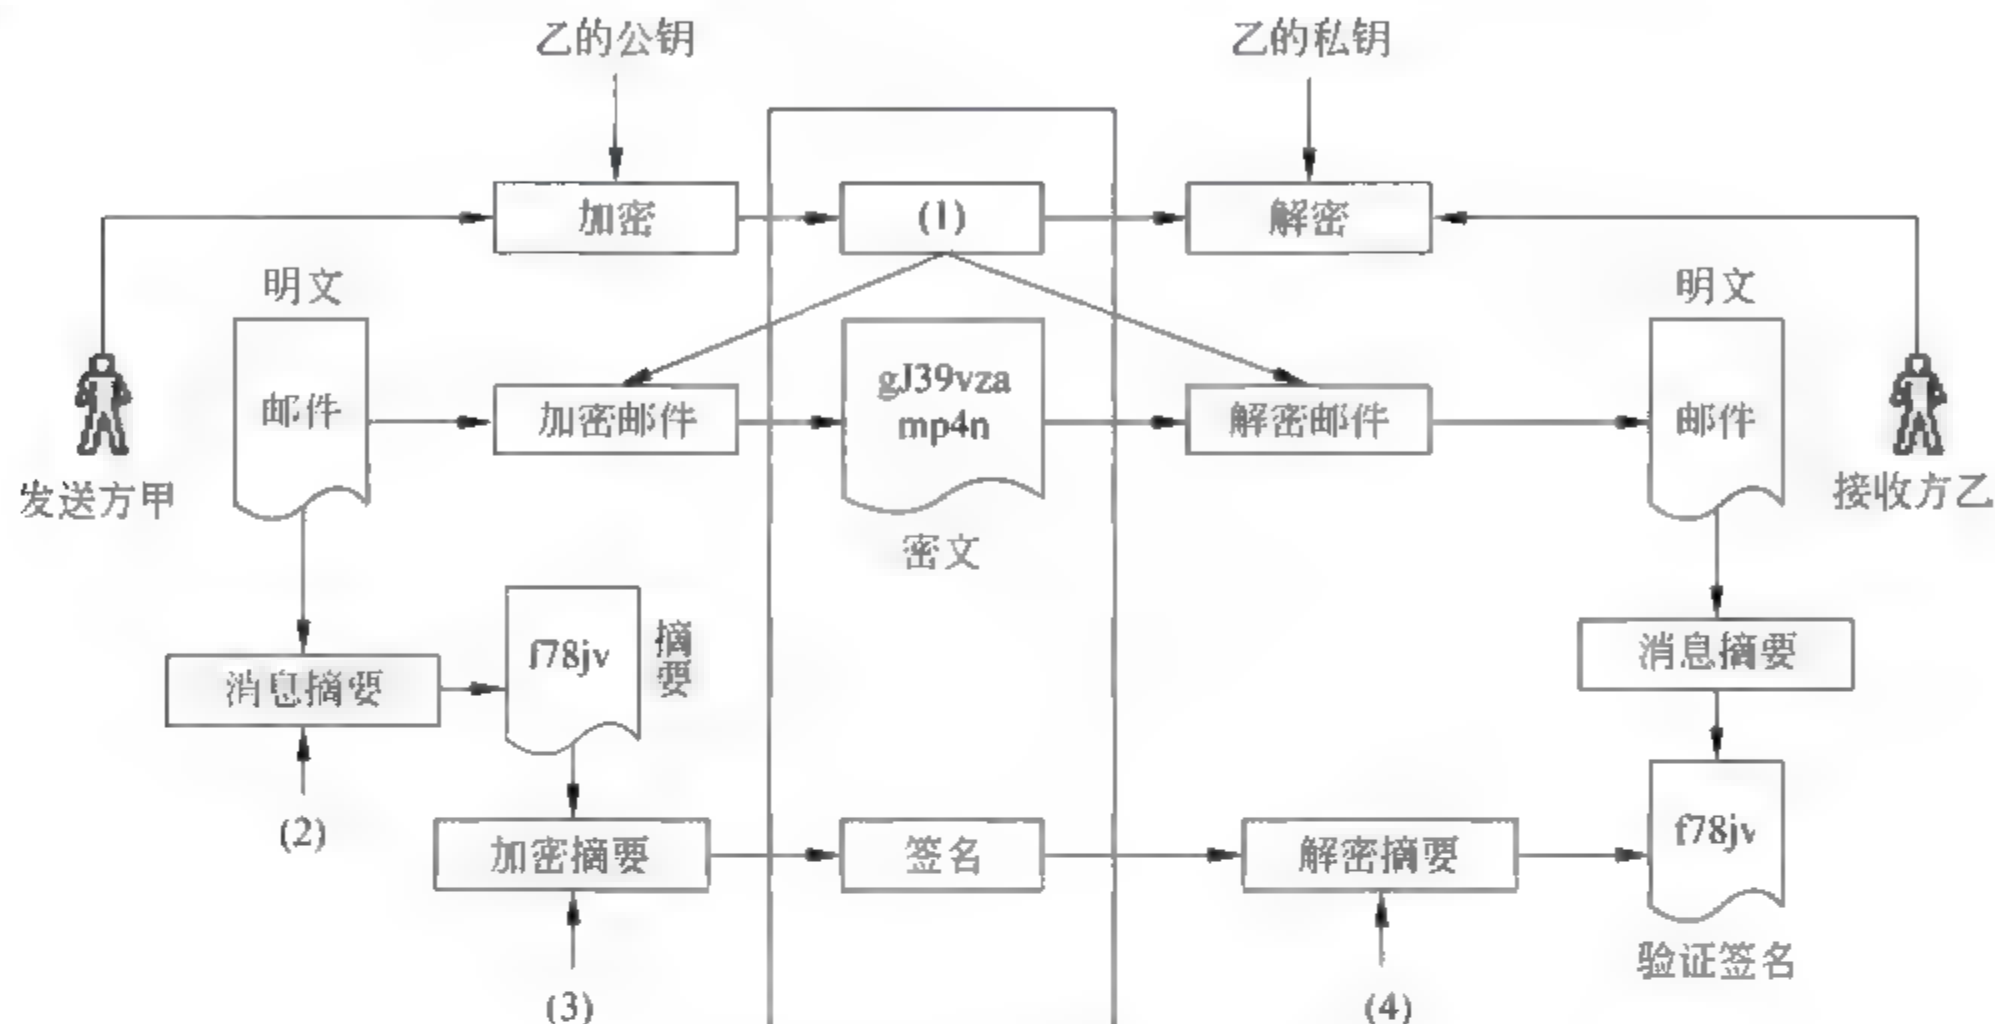 乙的公钥
乙的私钥
加密
(1)
解密
明文
明文
邮件
加密邮件
gJ39vza
mp4n
解密邮件
邮件
发送方甲
接收方乙
密文
消息摘要
f78jv
摘
要
消息摘要
(2)
加密摘要
签名
解密摘要
f78jv
验证签名
(3)
(4)